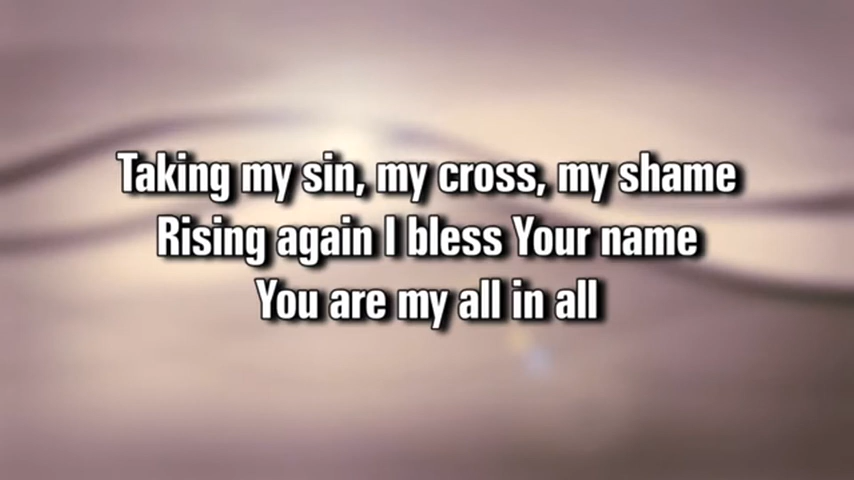 Taking my sin, my cross, my shame
Rising again I bless Your name
You are my all in all